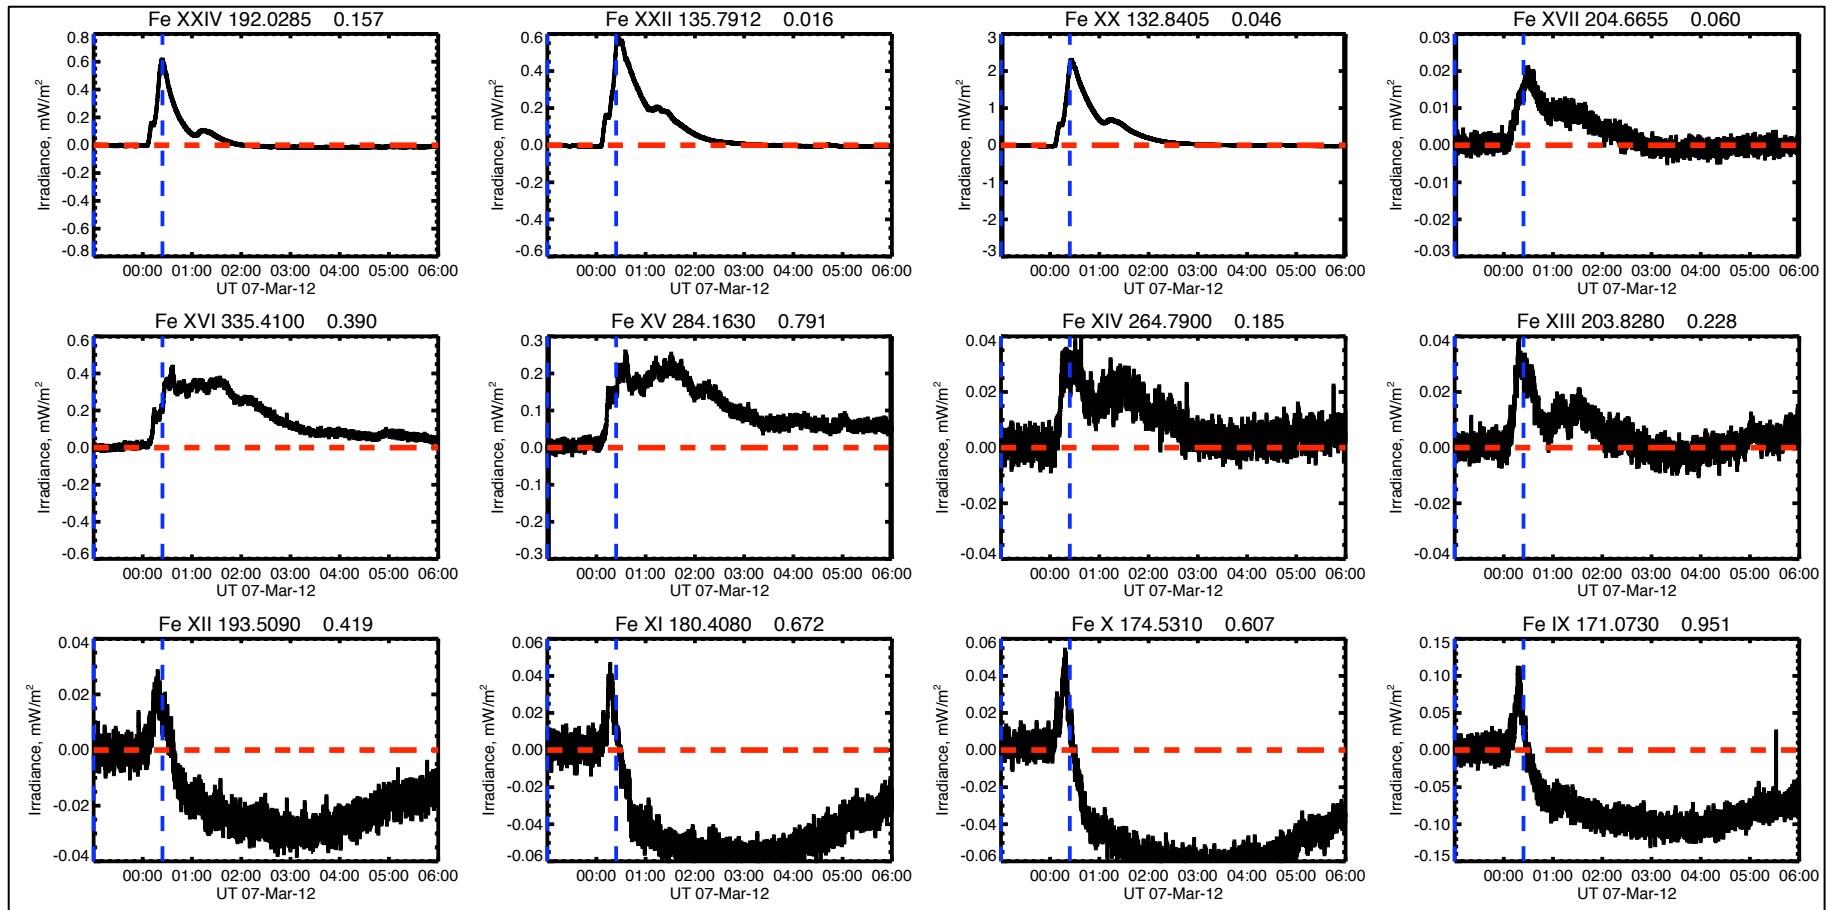 Fe XXIV 192.0285 0.157
Irradiance, mW/m²
0.8
0.6
0.4
0.2
0.0
-0.2
-0.4
-0.6
-0.8
00:00 01:00 02:00 03:00 04:00 05:00 06:00
UT 07-Mar-12
Fe XXII 135.7912 0.016
Irradiance, mW/m²
0.6
0.4
0.2
0.0
-0.2
-0.4
-0.6
00:00 01:00 02:00 03:00 04:00 05:00 06:00
UT 07-Mar-12
Fe XX 132.8405 0.046
Irradiance, mW/m²
3
2
1
0
-1
-2
-3
00:00 01:00 02:00 03:00 04:00 05:00 06:00
UT 07-Mar-12
Fe XVII 204.6655 0.060
Irradiance, mW/m²
0.03
0.02
0.01
0.00
-0.01
-0.02
-0.03
00:00 01:00 02:00 03:00 04:00 05:00 06:00
UT 07-Mar-12
Fe XVI 335.4100 0.390
Irradiance, mW/m²
0.6
0.4
0.2
0.0
-0.2
-0.4
-0.6
00:00 01:00 02:00 03:00 04:00 05:00 06:00
UT 07-Mar-12
Fe XV 284.1630 0.791
Irradiance, mW/m²
0.3
0.2
0.1
0.0
-0.1
-0.2
-0.3
00:00 01:00 02:00 03:00 04:00 05:00 06:00
UT 07-Mar-12
Fe XIV 264.7900 0.185
Irradiance, mW/m²
0.04
0.02
0.00
-0.02
-0.04
00:00 01:00 02:00 03:00 04:00 05:00 06:00
UT 07-Mar-12
Fe XIII 203.8280 0.228
Irradiance, mW/m²
0.04
0.02
0.00
-0.02
-0.04
00:00 01:00 02:00 03:00 04:00 05:00 06:00
UT 07-Mar-12
Fe XII 193.5090 0.419
Irradiance, mW/m²
0.04
0.02
0.00
-0.02
-0.04
00:00 01:00 02:00 03:00 04:00 05:00 06:00
UT 07-Mar-12
Fe XI 180.4080 0.672
Irradiance, mW/m²
0.06
0.04
0.02
0.00
-0.02
-0.04
-0.06
00:00 01:00 02:00 03:00 04:00 05:00 06:00
UT 07-Mar-12
Fe X 174.5310 0.607
Irradiance, mW/m²
0.06
0.04
0.02
0.00
-0.02
-0.04
-0.06
00:00 01:00 02:00 03:00 04:00 05:00 06:00
UT 07-Mar-12
Fe IX 171.0730 0.951
Irradiance, mW/m²
0.15
0.10
0.05
0.00
-0.05
-0.10
-0.15
00:00 01:00 02:00 03:00 04:00 05:00 06:00
UT 07-Mar-12